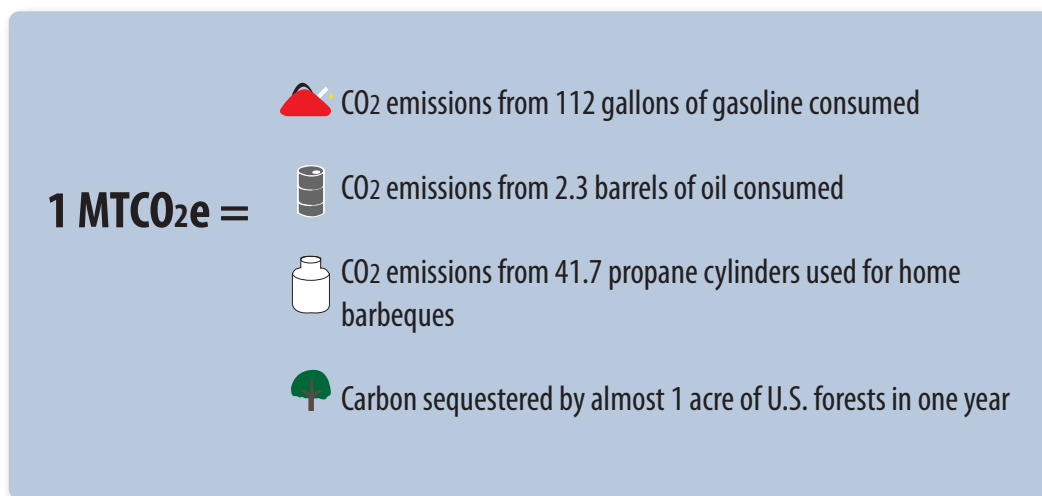 CO2 emissions from 112 gallons of gasoline consumed
CO2 emissions from 2.3 barrels of oil consumed
1 MTCO2e =
CO2 emissions from 41.7 propane cylinders used for home
barbeques
Carbon sequestered by almost 1 acre of U.S. forests in one year